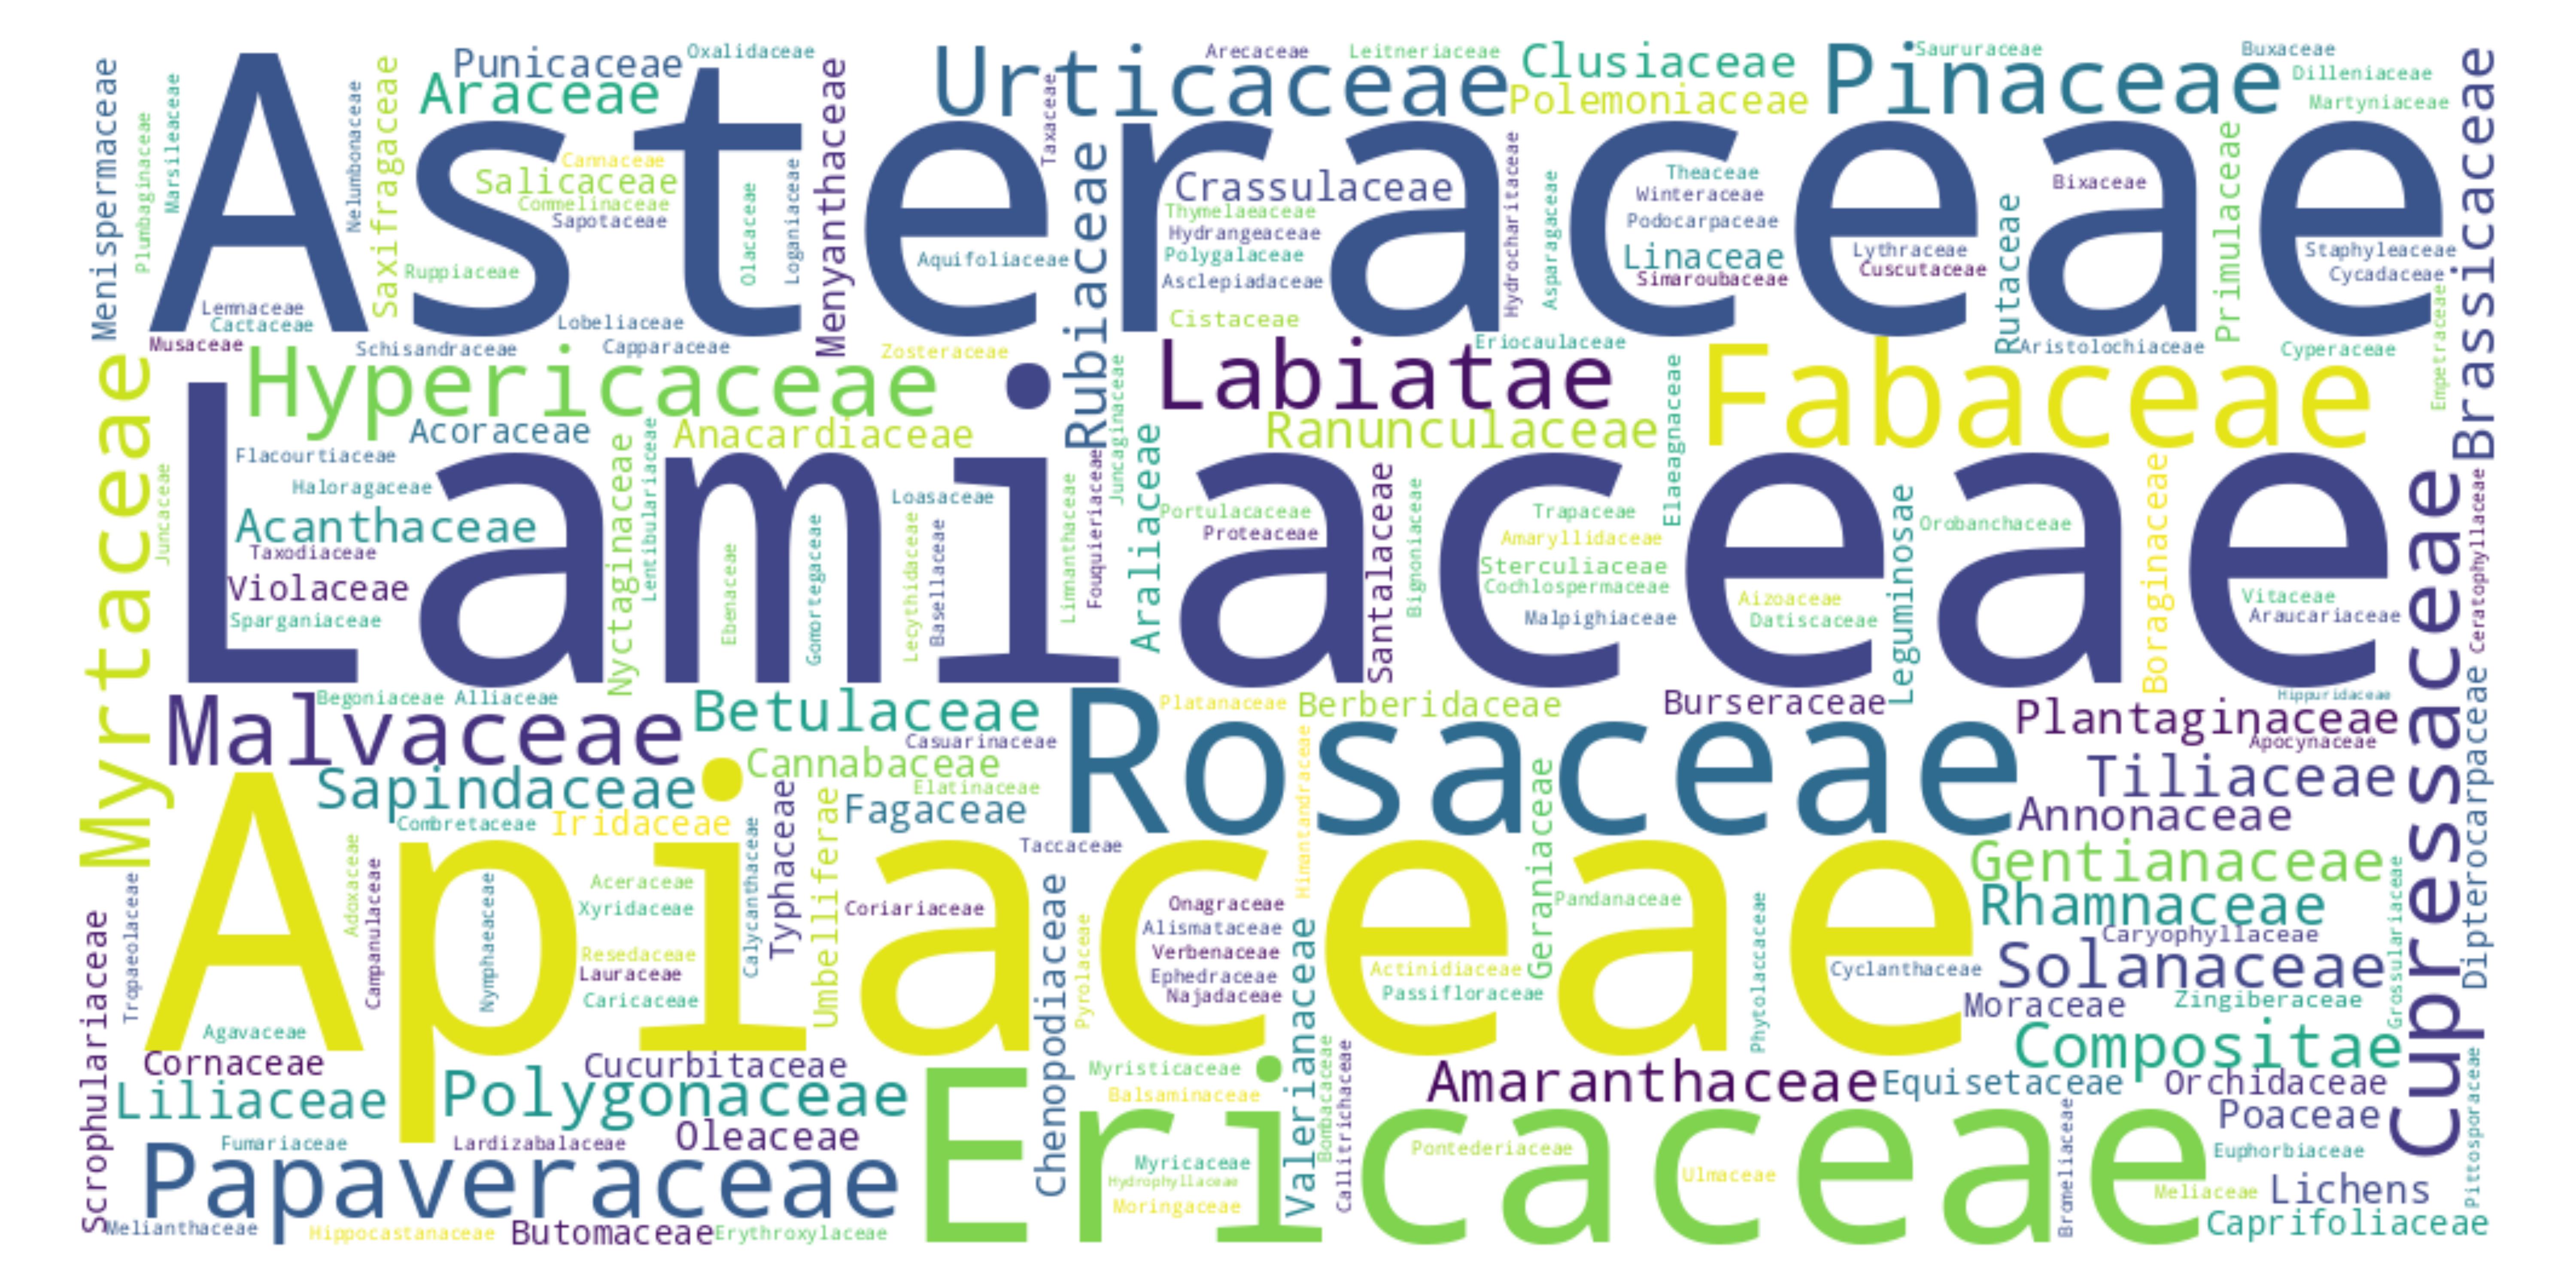 Asteraceae
Lamiaceae
Apiaceae
Rosaceae
Ericaceae
Fabaceae
Cupressaceae
Hypericaceae
Papaveraceae
Urticaceae
Pinaceae
Labiatae
Myrtaceae
Malvaceae
Brassicaceae
Rubiaceae
Betulaceae
Polygonaceae
Amaranthaceae
Compositae
Solanaceae
Rhamnaceae
Gentianaceae
Sapindaceae
Araceae
Punicaceae
Oxalidaceae
Arecaceae
Leitneriaceae
Clusiaceae
Polemoniaceae
Saururaceae
Buxaceae
Dilleniaceae
Martyniaceae
Menispermaceae
Plumbaginaceae
Marsileaceae
Nelumbonaceae
Saxifragaceae
Cannaceae
Salicaceae
Commelinaceae
Sapotaceae
Ruppiaceae
Olacaceae
Loganiaceae
Menyanthaceae
Taxaceae
Aquifoliaceae
Crassulaceae
Thymelaeaceae
Hydrangeaceae
Polygalaceae
Asclepiadaceae
Cistaceae
Hydrocharitaceae
Asparagaceae
Theaceae
Winteraceae
Podocarpaceae
Linaceae
Simaroubaceae
Lythraceae
Cuscutaceae
Bixaceae
Rutaceae
Primulaceae
Staphyleaceae
Cycadaceae
Empetraceae
Lemnaceae
Cactaceae
Musaceae
Schisandraceae
Lobeliaceae
Capparaceae
Zosteraceae
Eriocaulaceae
Aristolochiaceae
Cyperaceae
Acoraceae
Anacardiaceae
Ranunculaceae
Juncaginaceae
Elaeagnaceae
Flacourtiaceae
Haloragaceae
Acanthaceae
Taxodiaceae
Violaceae
Sparganiaceae
Juncaceae
Nyctaginaceae
Lentibulariaceae
Ebenaceae
Gomortegaceae
Loasaceae
Lecythidaceae
Basellaceae
Limnanthaceae
Fouquieriaceae
Araliaceae
Portulacaceae
Proteaceae
Santalaceae
Bignoniaceae
Trapaceae
Amaryllidaceae
Sterculiaceae
Cochlospermaceae
Malpighiaceae
Aizoaceae
Datiscaceae
Leguminosae
Orobanchaceae
Boraginaceae
Vitaceae
Araucariaceae
Ceratophyllaceae
Begoniaceae
Alliaceae
Casuarinaceae
Platanaceae
Berberidaceae
Burseraceae
Hippuridaceae
Plantaginaceae
Apocynaceae
Tiliaceae
Annonaceae
Dipterocarpaceae
Cannabaceae
Elatinaceae
Fagaceae
Combretaceae
Iridaceae
Typhaceae
Umbelliferae
Calycanthaceae
Taccaceae
Himantandraceae
Geraniaceae
Adoxaceae
Campanulaceae
Tropaeolaceae
Scrophulariaceae
Nymphaeaceae
Aceraceae
Xyridaceae
Resedaceae
Lauraceae
Caricaceae
Coriariaceae
Chenopodiaceae
Pyrolaceae
Onagraceae
Alismataceae
Verbenaceae
Ephedraceae
Najadaceae
Valerianaceae
Actinidiaceae
Passifloraceae
Pandanaceae
Phytolaccaceae
Cyclanthaceae
Caryophyllaceae
Moraceae
Zingiberaceae
Grossulariaceae
Agavaceae
Cornaceae
Liliaceae
Cucurbitaceae
Fumariaceae
Lardizabalaceae
Oleaceae
Melianthaceae
Hippocastanaceae
Butomaceae
Erythroxylaceae
Myristicaceae
Balsaminaceae
Myricaceae
Hydrophyllaceae
Moringaceae
Bombacaceae
Callitrichaceae
Pontederiaceae
Ulmaceae
Bromeliaceae
Equisetaceae
Orchidaceae
Poaceae
Euphorbiaceae
Meliaceae
Lichens
Caprifoliaceae
Pittosporaceae